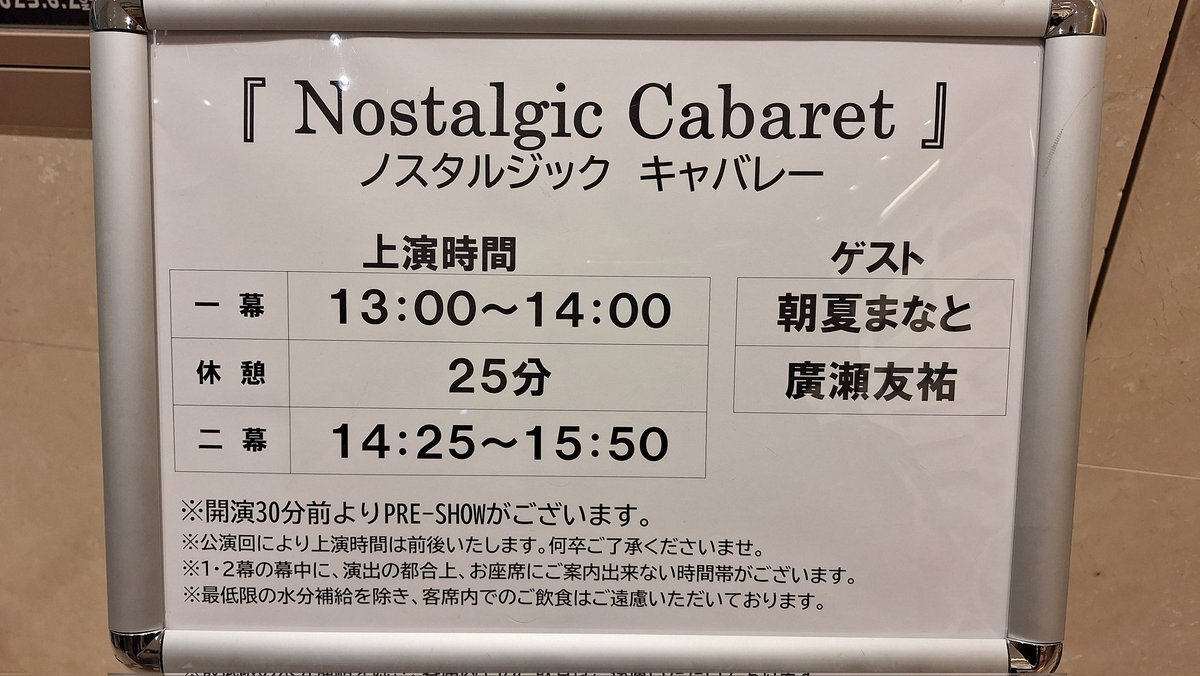 『 Nostalgic Cabaret 』
ノスタルジック キャバレー
上演時間
一 幕 13:00～14:00
休 憩 25分
二 幕 14:25～15:50
ゲスト
朝夏まなと
廣瀬友祐
※開演30分前よりPRE-SHOWがございます。
※公演回により上演時間は前後いたします。何卒ご了承くださいませ。
※1・2幕の幕中に、演出の都合上、お座席にご案内出来ない時間帯がございます。
※最低限の水分補給を除き、客席内でのご飲食はご遠慮いただいております。